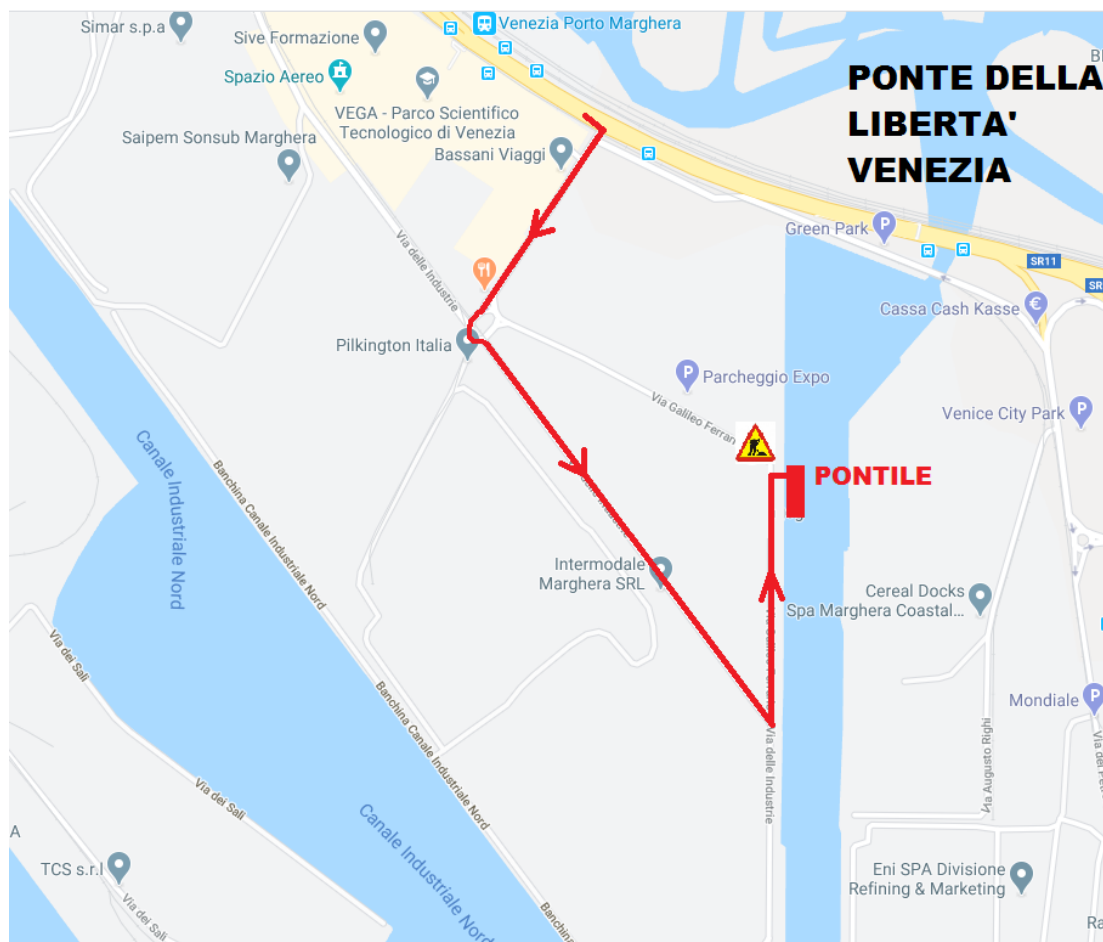 Simar s.p.a
Venezia Porto Marghera
Sive Formazione
Spazio Aereo
VEGA - Parco Scientifico
Tecnologico di Venezia
Saipem Sonsub Marghera
Bassani Viaggi
PONTE DELLA
LIBERTA'
VENEZIA
Green Park
SR11
Cassa Cash Kasse
Via delle Industrie
Pilkington Italia
Parcheggio Expo
Via Galileo Ferran
Venice City Park
Canale Industriale Nord
Banchina Canale Industriale Nord
PONTILE
Intermodale
Marghera SRL
Cereal Docks
Spa Marghera Coastal...
Via dei Sali
Banchina Canale Industriale Nord
Mondiale
Via delle Industrie
Via Augusto Righi
Via dei Sali
Canale Industriale Nord
TCS s.r.l
Via dei Sali
Eni SPA Divisione
Refining & Marketing